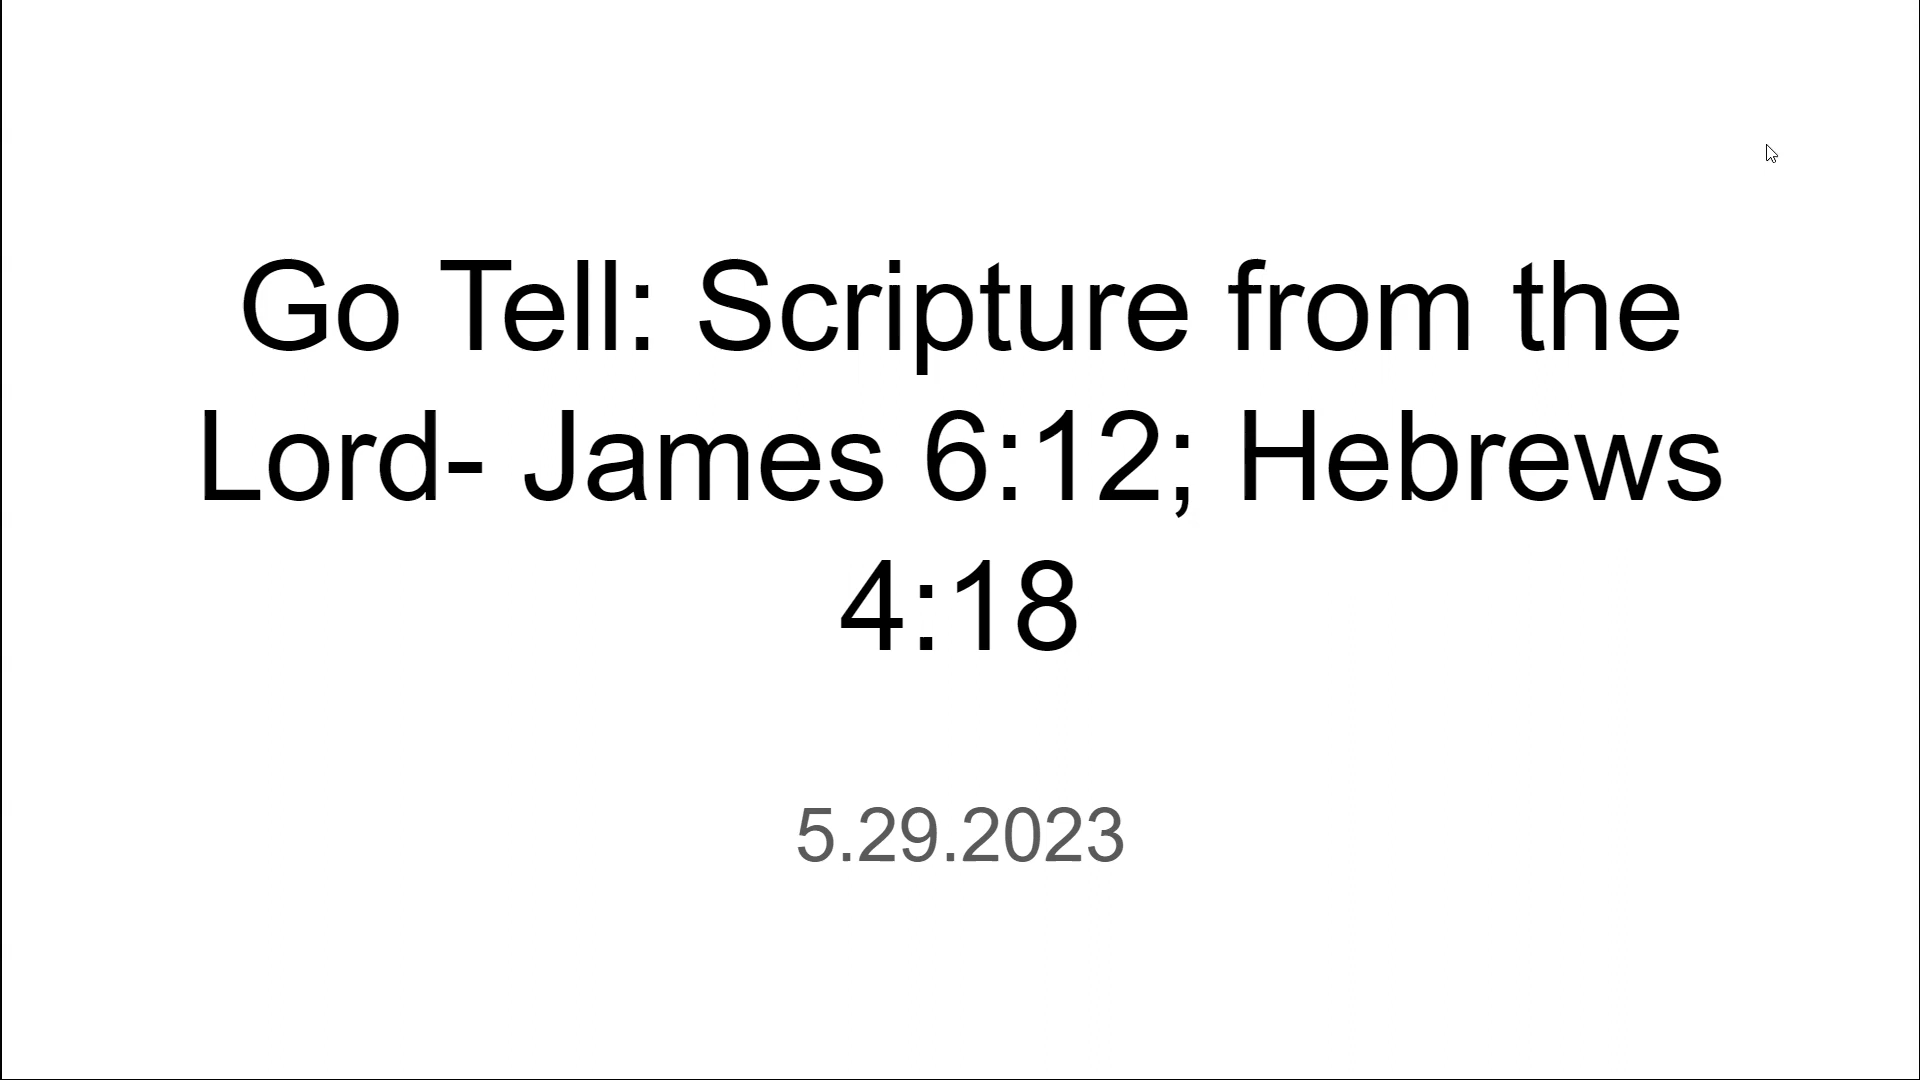 Go Tell: Scripture from the
Lord- James 6:12; Hebrews
4:18
5.29.2023